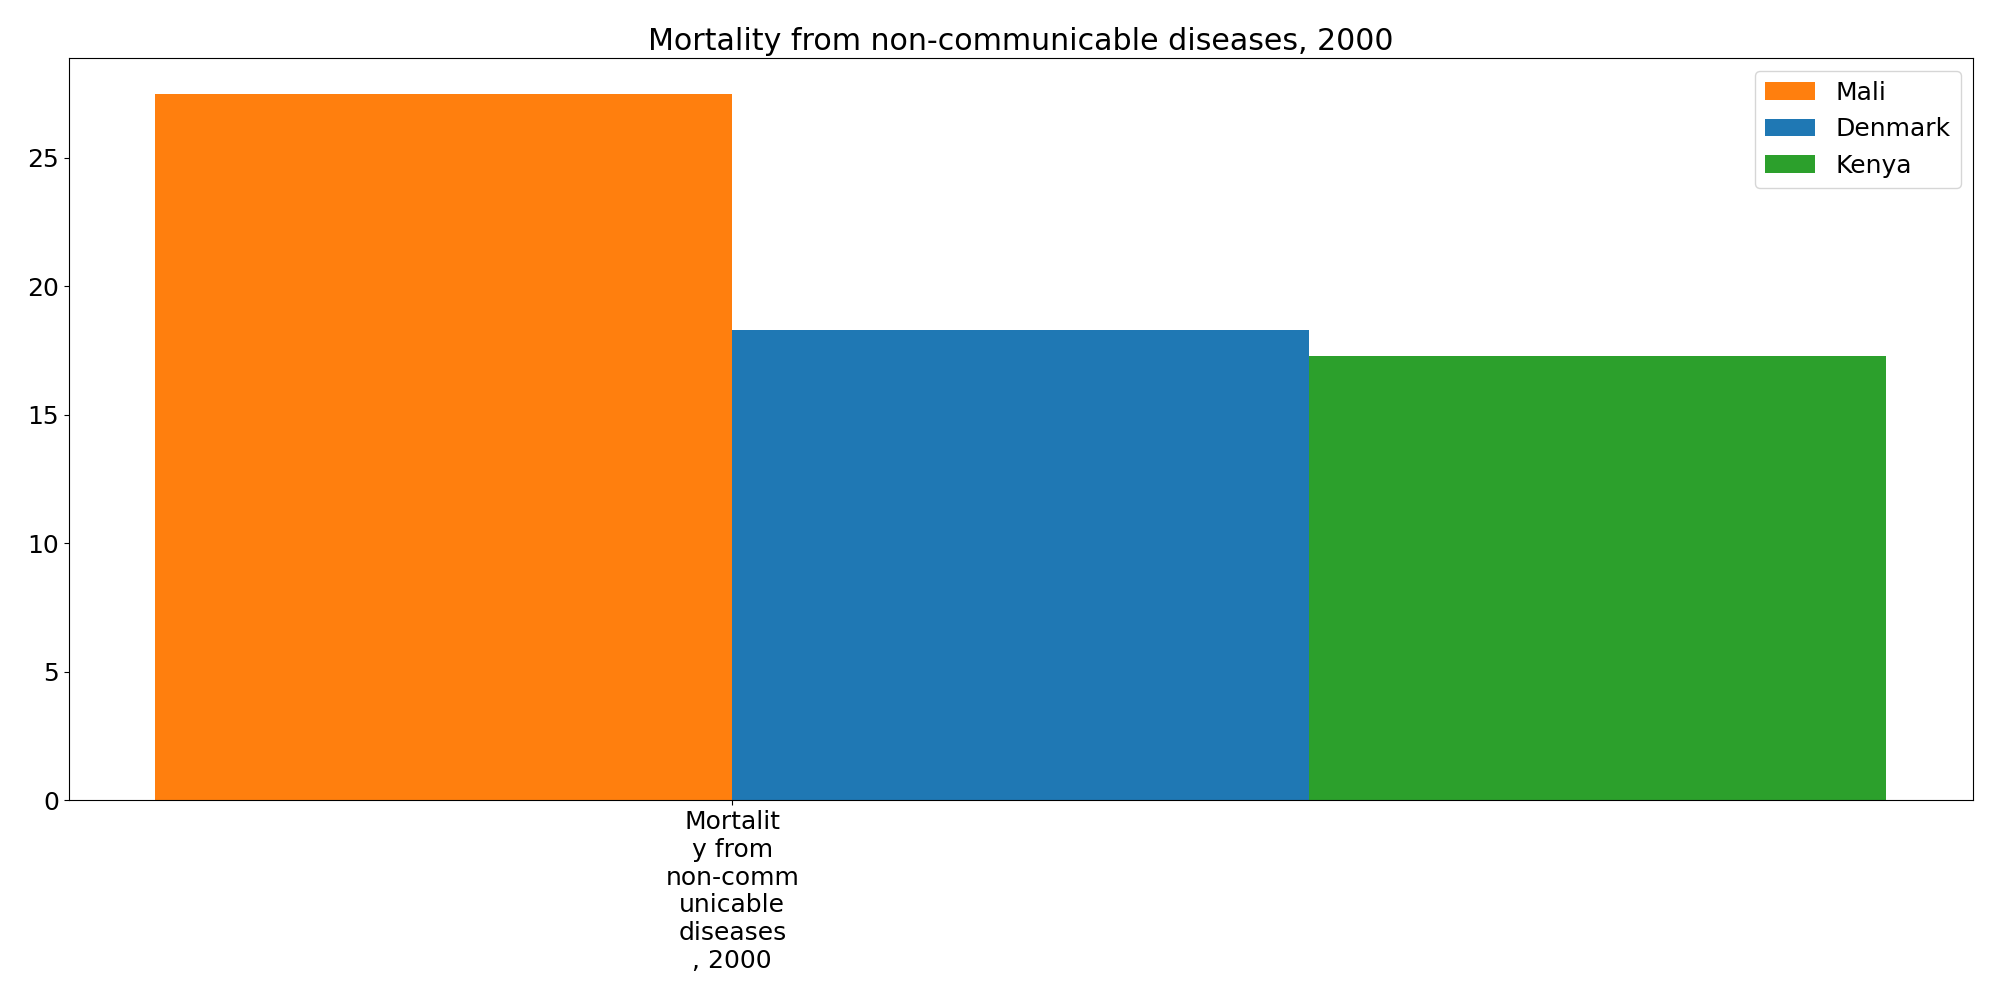 Mortality from non-communicable diseases, 2000
Mali
Denmark
Kenya
25
20
15
10
5
0
Mortalit
y from
non-comm
unicable
diseases
, 2000